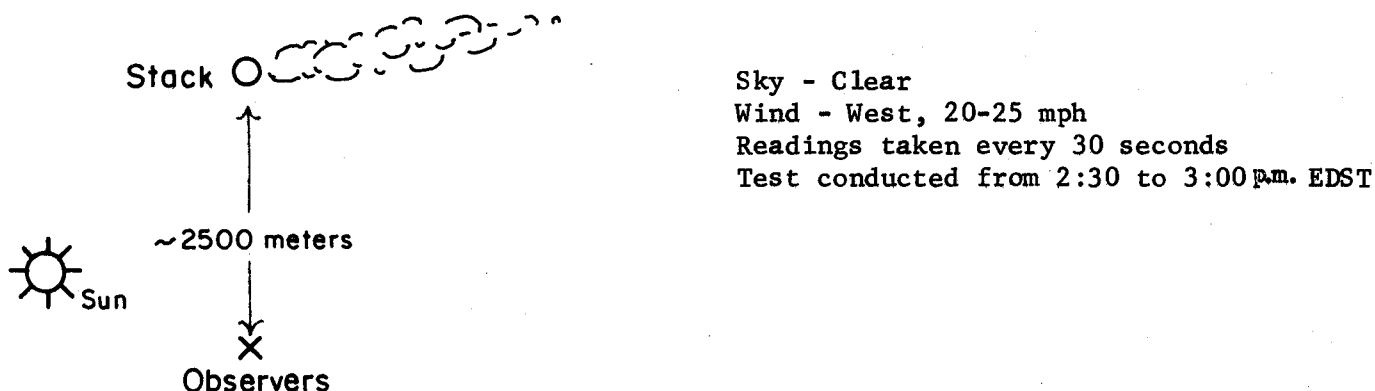 Stack
Sky - Clear
Wind - West, 20-25 mph
Readings taken every 30 seconds
Test conducted from 2:30 to 3:00 p.m. EDST
~2500 meters
Sun
Observers